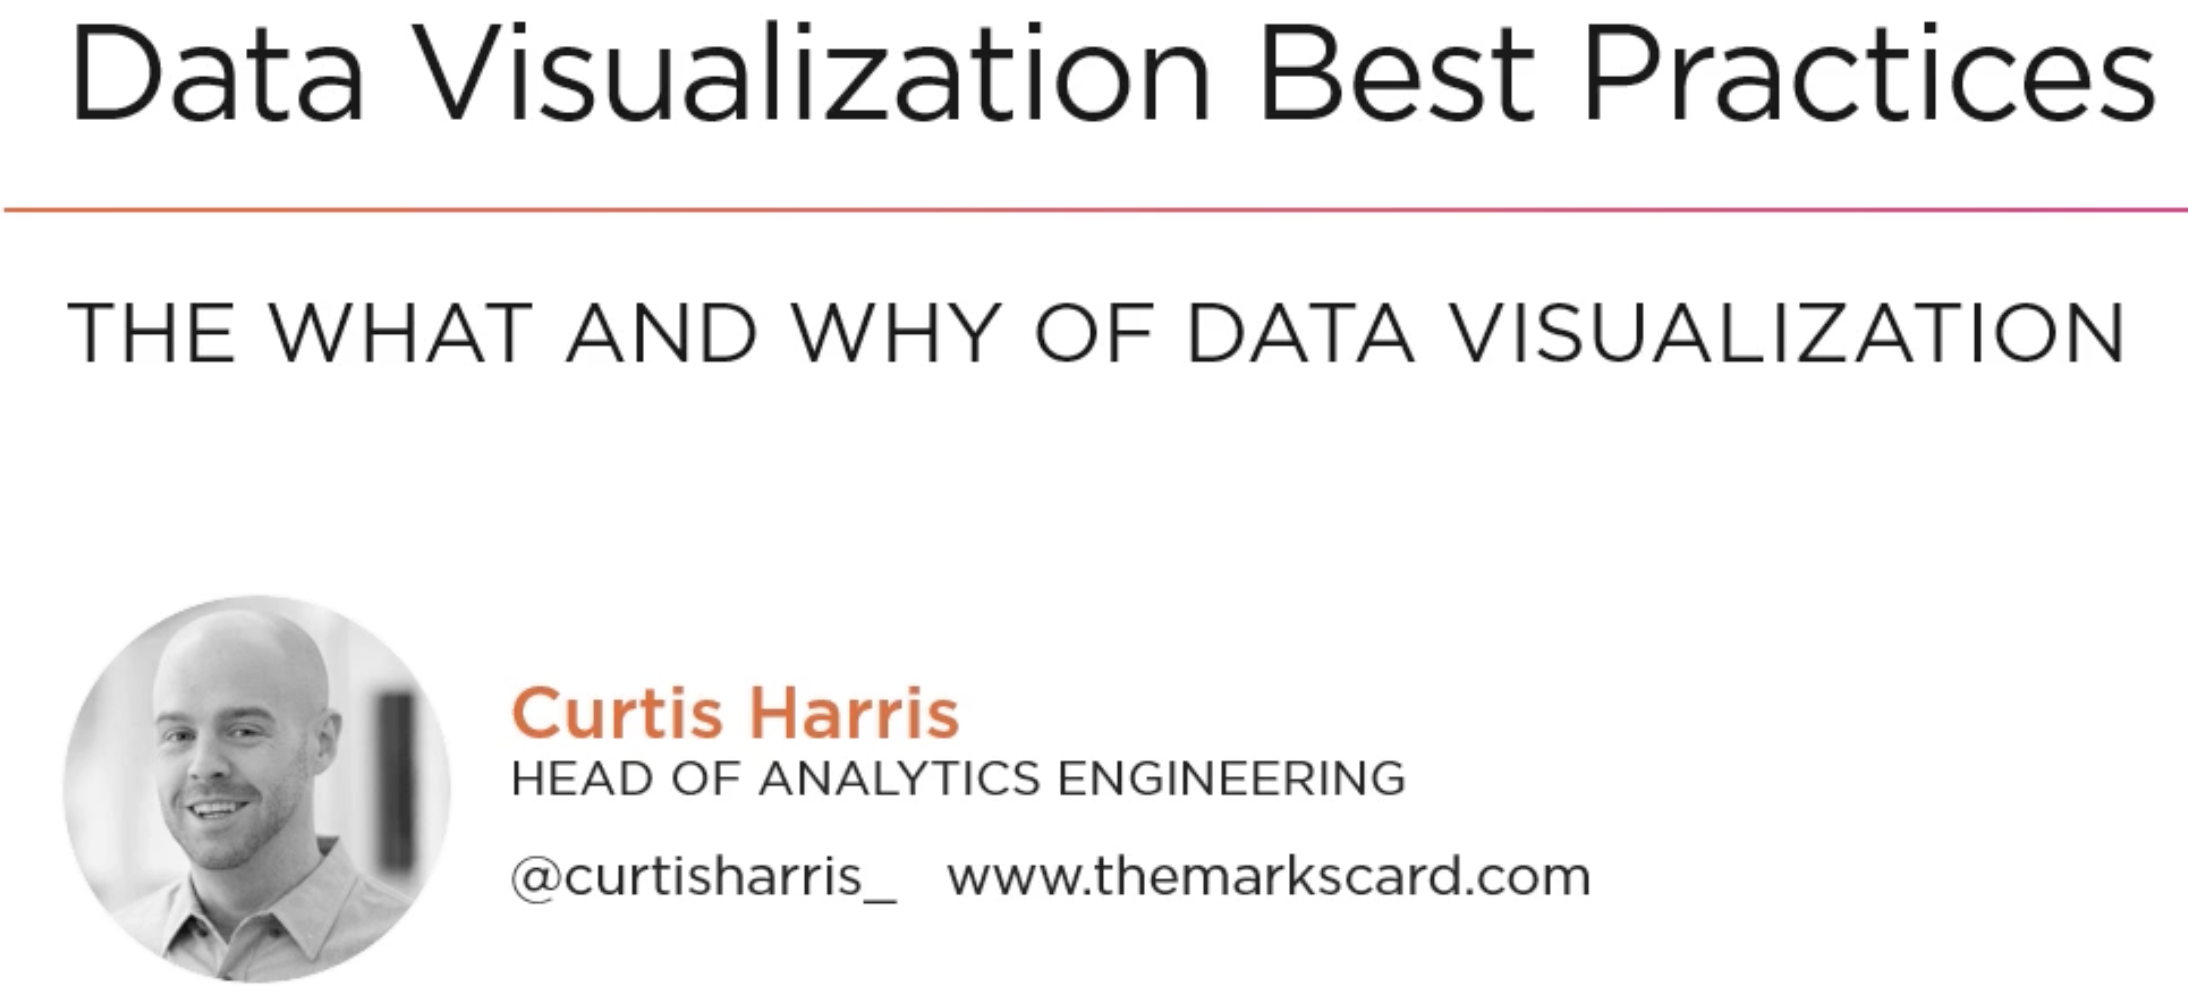 Data Visualization Best Practices
THE WHAT AND WHY OF DATA VISUALIZATION
Curtis Harris
HEAD OF ANALYTICS ENGINEERING
@curtisharris_ www.themarkscard.com